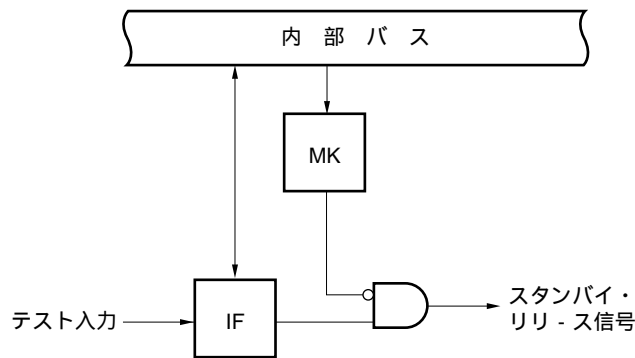 内 部 バ ス
MK
テスト入力
IF
スタンバイ・
リリ - ス信号